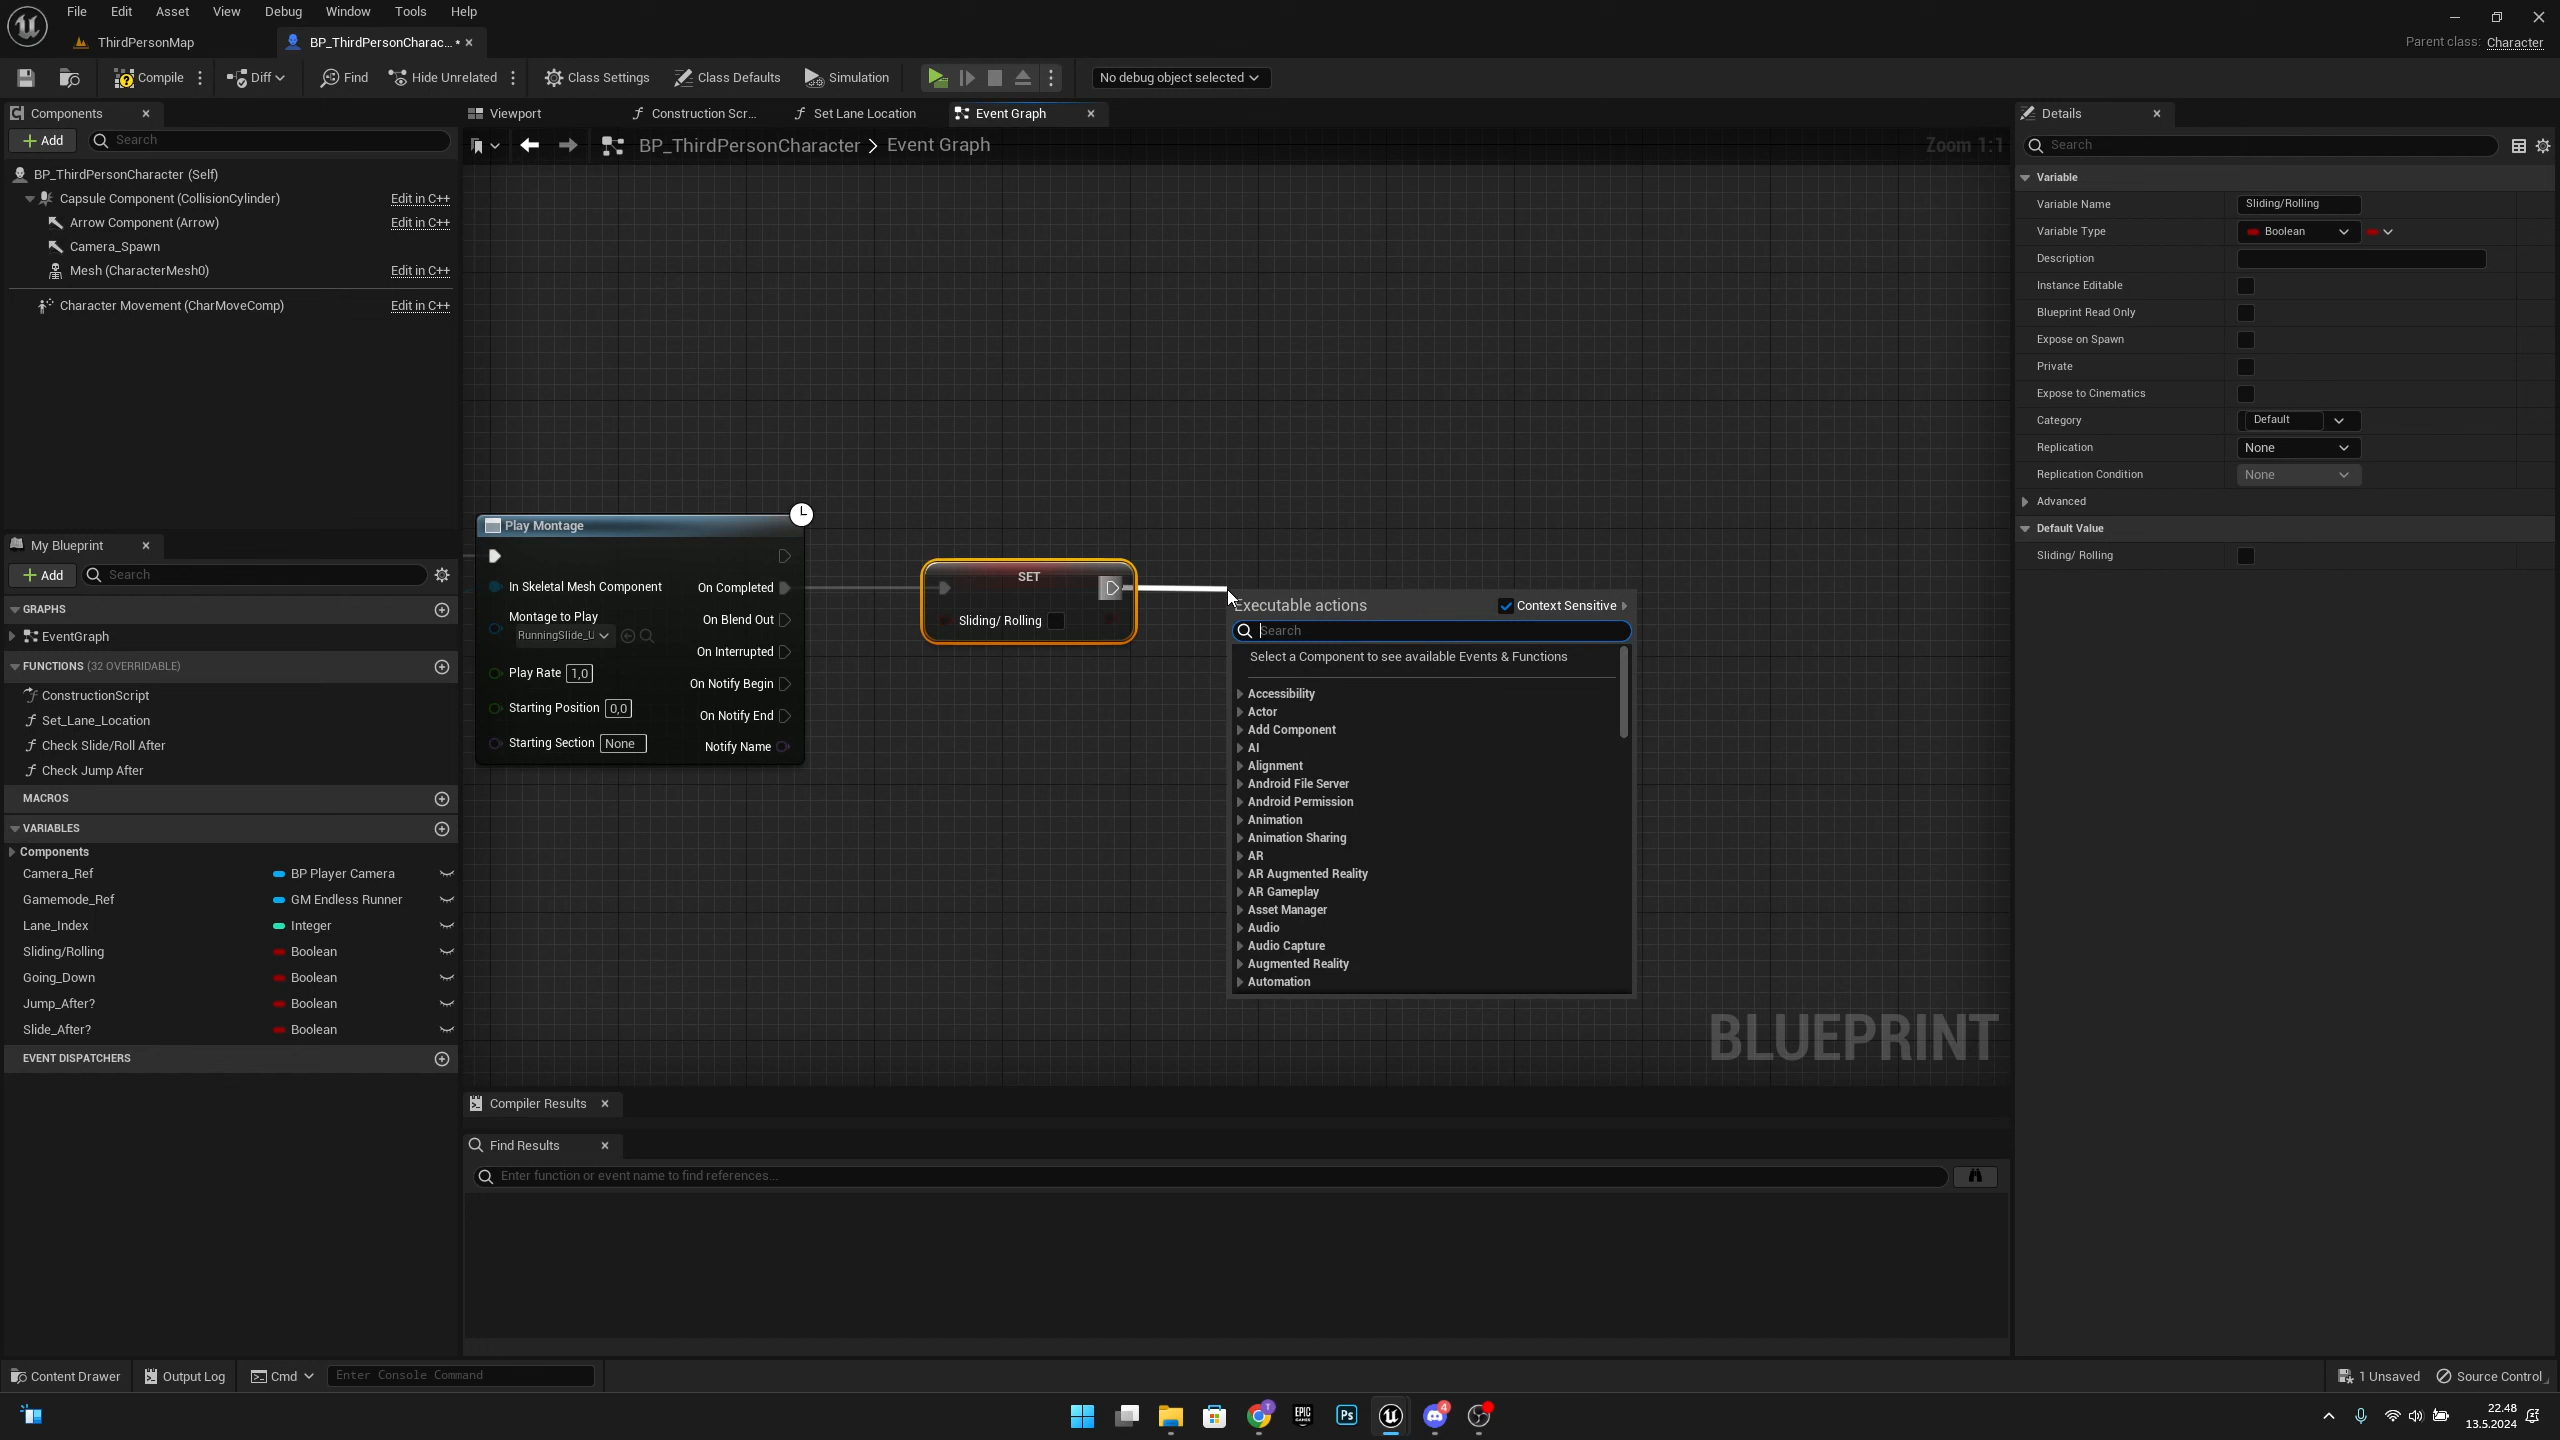 File Edit Asset View Debug Window Tools Help
ThirdPersonMap
BP_ThirdPersonCharac... *
Parent class: Character
Compile
Diff
Find
Hide Unrelated
Class Settings
Class Defaults
Simulation
No debug object selected
Components
Add
Search
BP_ThirdPersonCharacter (Self)
Capsule Component (CollisionCylinder) Edit in C++
Arrow Component (Arrow) Edit in C++
Camera_Spawn
Mesh (CharacterMesh0) Edit in C++
Character Movement (CharMoveComp) Edit in C++
My Blueprint
Add
Search
GRAPHS
EventGraph
FUNCTIONS (32 OVERRIDABLE)
ConstructionScript
Set_Lane_Location
Check Slide/Roll After
Check Jump After
MACROS
VARIABLES
Components
Camera_Ref BP Player Camera
Gamemode_Ref GM Endless Runner
Lane_Index Integer
Sliding/Rolling Boolean
Going_Down Boolean
Jump_After? Boolean
Slide_After? Boolean
EVENT DISPATCHERS
Viewport
Construction Scr...
Set Lane Location
Event Graph
BP_ThirdPersonCharacter > Event Graph
Zoom 1:1
Play Montage
In Skeletal Mesh Component
On Completed
Montage to Play
RunningSlide_U
On Blend Out
On Interrupted
Play Rate 1,0
On Notify Begin
Starting Position 0,0
On Notify End
Starting Section None
Notify Name
SET
Sliding/ Rolling
Executable actions
Context Sensitive
Search
Select a Component to see available Events & Functions
Accessibility
Actor
Add Component
AI
Alignment
Android File Server
Android Permission
Animation
Animation Sharing
AR
AR Augmented Reality
AR Gameplay
Asset Manager
Audio
Audio Capture
Augmented Reality
Automation
BLUEPRINT
Compiler Results
Find Results
Enter function or event name to find references...
Details
Search
Variable
Variable Name Sliding/Rolling
Variable Type Boolean
Description
Instance Editable
Blueprint Read Only
Expose on Spawn
Private
Expose to Cinematics
Category Default
Replication None
Replication Condition None
Advanced
Default Value
Sliding/ Rolling
Content Drawer
Output Log
Cmd
Enter Console Command
1 Unsaved
Source Control
T
EPIC
GAMES
Ps
4
22.48
13.5.2024